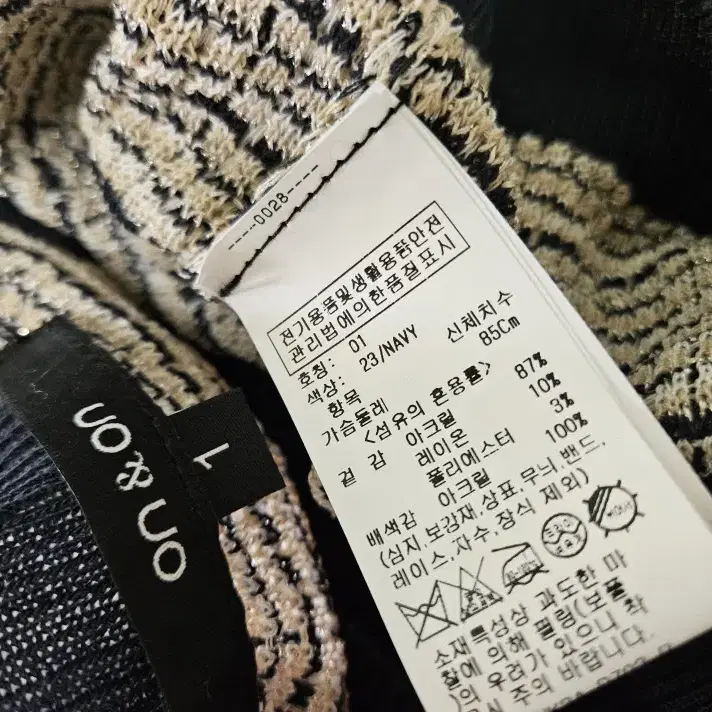 ----0028----
전기용품및생활용품안전
관리법에의한품질표시
호칭: 01
색상: 23/NAVY
항목 신체치수
가슴둘레 85Cm
<섬유의 혼용률>
겉 감 아크릴 87%
레이온 10%
폴리에스터 3%
배색감 아크릴 100%
(심지,보강재,상표,무늬,밴드,
레이스,자수,장식 제외)
소재 특성상 과도한 마
찰에 의해 필링(보풀
)의 우려가 있으니 착
주의 바랍니다.
on&on
1